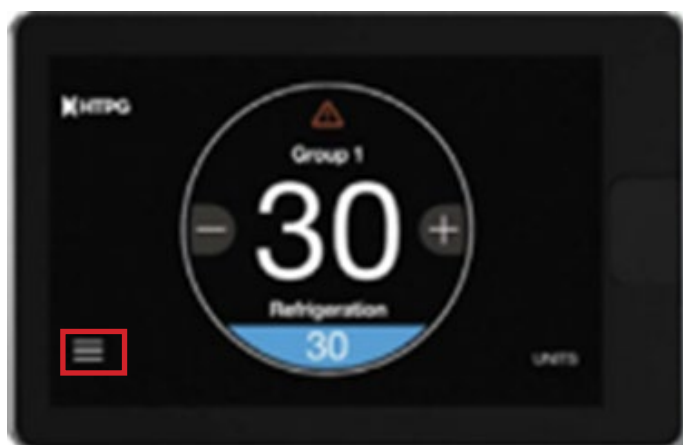 HTPG
Group 1
30
Refrigeration
30
UNITS